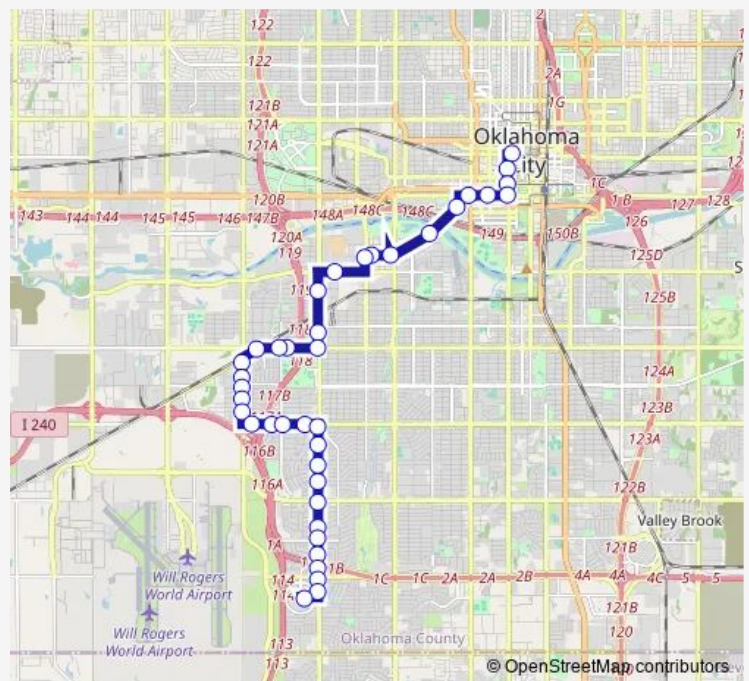 122
2
122
2A
121B
1G
121A
121A
Oklahoma
City
1C
120B
1B
127
128
143
144
144
145
145
146
147B
148A
148C
148C
126
149
150B
120A
119
125D
125B
118
124A
117B
123B
I 240
116B
123A
116A
122B
Valley Brook
1A
121B
Will Rogers
World Airport
114
1B
1C
1C
2A
2A
2B
4A
4A
4C
5
5
121B
Will Rogers
World Airport
120
Oklahoma County
113
113
© OpenStreetMap contributors